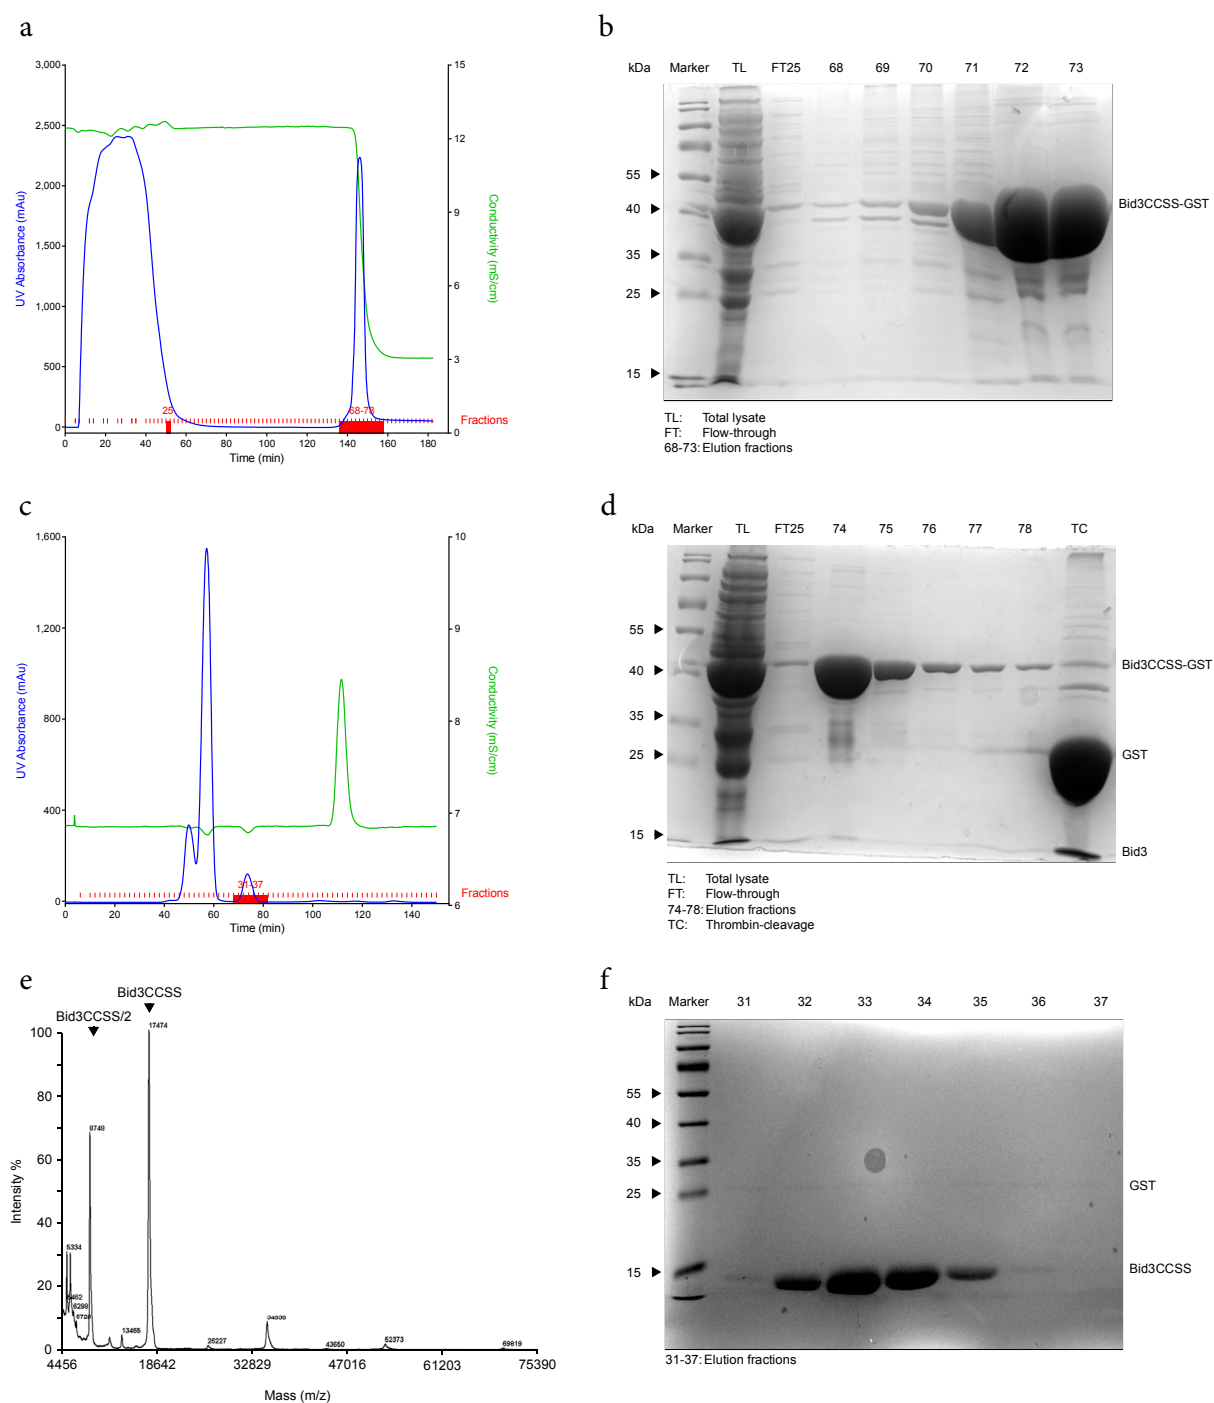 a
3,000
2,500
2,000
1,500
1,000
500
0
UV Absorbance (mAu)
15
12
9
6
3
0
Conductivity (mS/cm)
25
68-73
Fractions
0 20 40 60 80 100 120 140 160 180
Time (min)
b
kDa Marker TL FT25 68 69 70 71 72 73
55
40
35
25
15
Bid3CCSS-GST
TL: Total lysate
FT: Flow-through
68-73: Elution fractions
c
1,600
1,200
800
400
0
UV Absorbance (mAu)
10
9
8
7
6
Conductivity (mS/cm)
31-37
Fractions
0 20 40 60 80 100 120 140
Time (min)
d
kDa Marker TL FT25 74 75 76 77 78 TC
55
40
35
25
15
Bid3CCSS-GST
GST
Bid3
TL: Total lysate
FT: Flow-through
74-78: Elution fractions
TC: Thrombin-cleavage
e
Bid3CCSS
Bid3CCSS/2
100
80
60
40
20
0
Intensity %
17474
8748
5334
6298
13465
26227
43650
52373
69819
4456 18642 32829 47016 61203 75390
Mass (m/z)
f
kDa Marker 31 32 33 34 35 36 37
55
40
35
25
15
GST
Bid3CCSS
31-37: Elution fractions